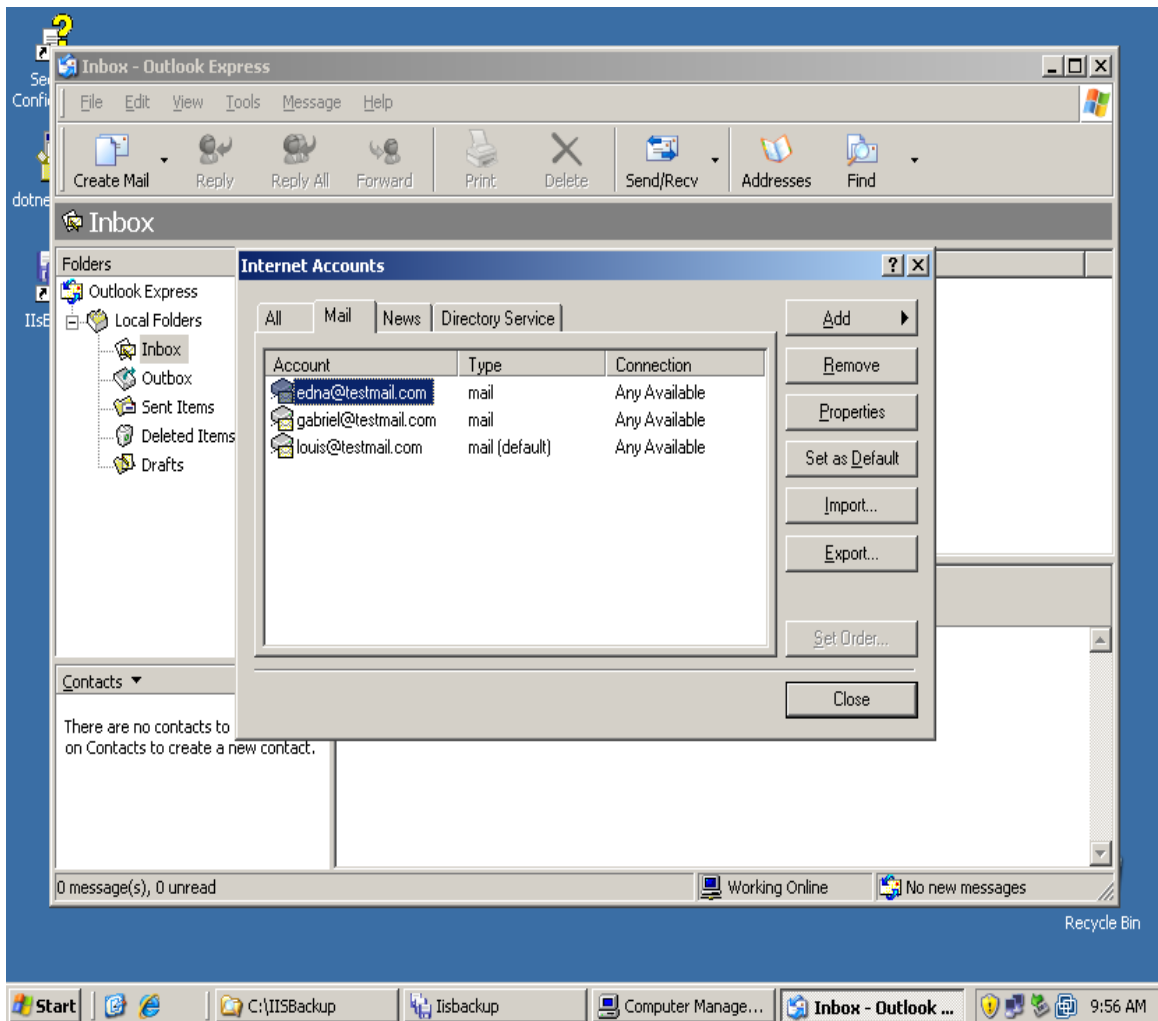 Inbox - Outlook Express
File Edit View Tools Message Help
Create Mail Reply Reply All Forward Print Delete Send/Recv Addresses Find
Inbox
Folders
Outlook Express
Local Folders
Inbox
Outbox
Sent Items
Deleted Items
Drafts
Internet Accounts
All Mail News Directory Service
Account Type Connection
edna@testmail.com mail Any Available
gabriel@testmail.com mail Any Available
louis@testmail.com mail (default) Any Available
Add
Remove
Properties
Set as Default
Import...
Export...
Set Order...
Close
Contacts
There are no contacts to
on Contacts to create a new contact.
0 message(s), 0 unread
Working Online
No new messages
Recycle Bin
Start
C:\IISBackup
Iisbackup
Computer Manage...
Inbox - Outlook ...
9:56 AM